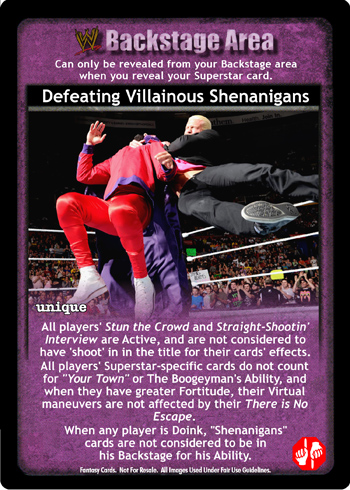 W Backstage Area
Can only be revealed from your Backstage area
when you reveal your Superstar card.
Defeating Villainous Shenanigans
unique
All players' Stun the Crowd and Straight-Shootin'
Interview are Active, and are not considered to
have 'shoot' in in the title for their cards' effects.
All players' Superstar-specific cards do not count
for "Your Town" or The Boogeyman's Ability, and
when they have greater Fortitude, their Virtual
maneuvers are not affected by their There is No
Escape.
When any player is Doink, "Shenanigans"
cards are not considered to be in
his Backstage for his Ability.
Fantasy Cards. Not For Resale. All Images Used Under Fair Use Guidelines.